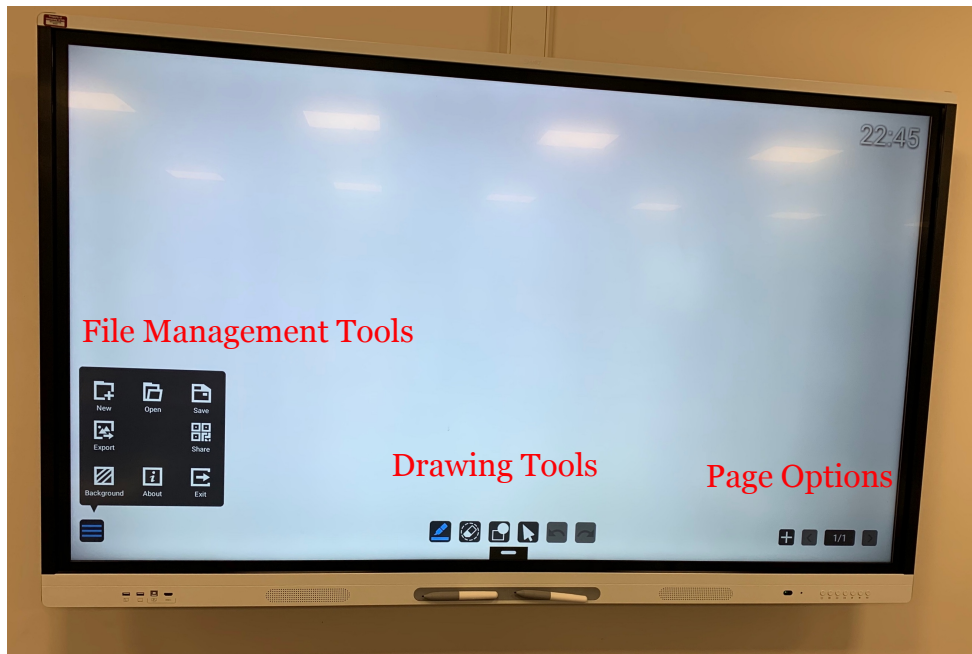 22:45
File Management Tools
New Open Save
Export Share
Background About Exit
Drawing Tools
Page Options
1/1